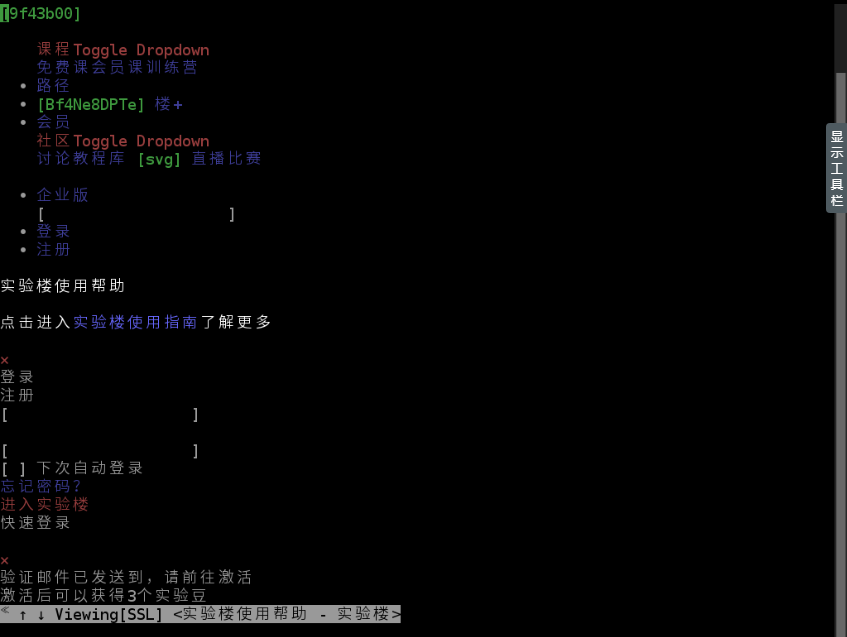 [9f43b00]
课程Toggle Dropdown
免费课会员课训练营
• 路径
• [Bf4Ne8DPTe] 楼+
• 会员
社区Toggle Dropdown
讨论教程库 [svg] 直播比赛
• 企业版
[ ]
• 登录
• 注册
实验楼使用帮助
点击进入实验楼使用指南了解更多
×
登录
注册
[ ]
[ ]
[ ] 下次自动登录
忘记密码?
进入实验楼
快速登录
×
验证邮件已发送到，请前往激活
激活后可以获得3个实验豆
≪ ↑ ↓ Viewing[SSL] <实验楼使用帮助 - 实验楼>
显示工具栏